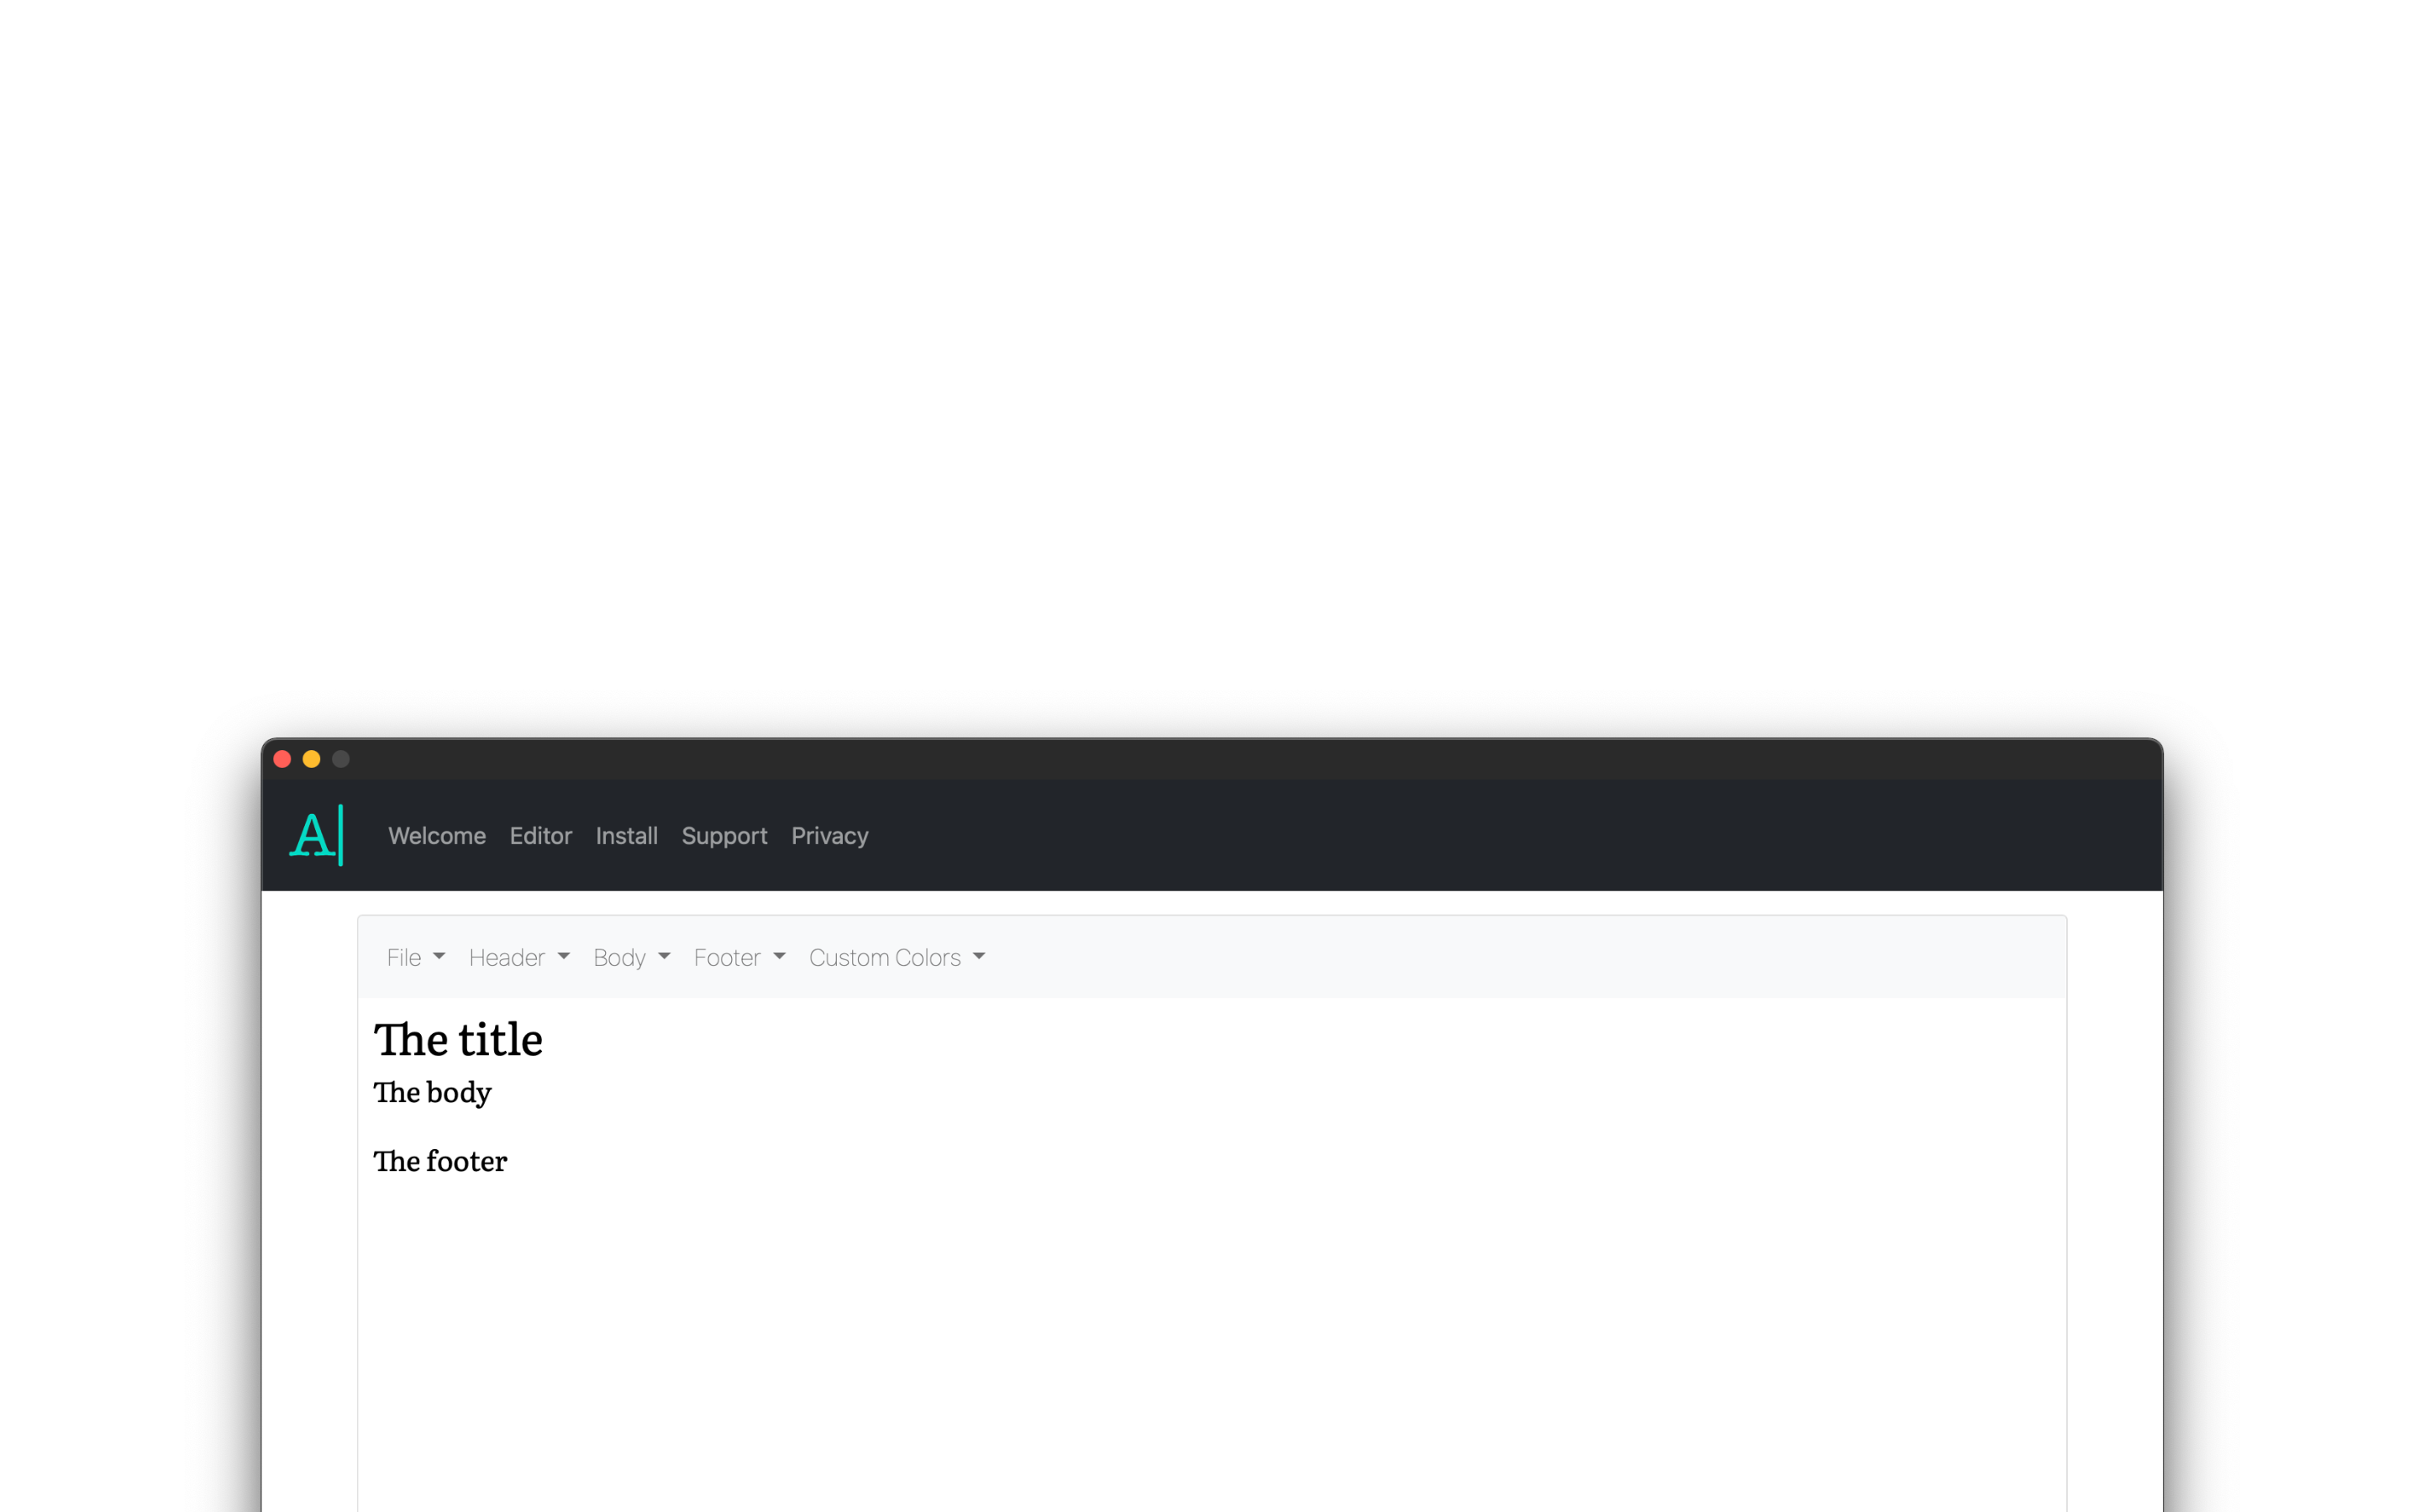 A|
Welcome Editor Install Support Privacy
File Header Body Footer Custom Colors
The title
The body
The footer